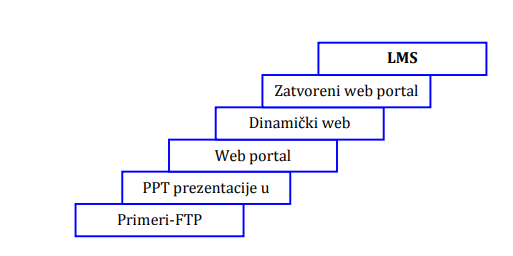 LMS
Zatvoreni web portal
Dinamički web
Web portal
PPT prezentacije u
Primeri-FTP